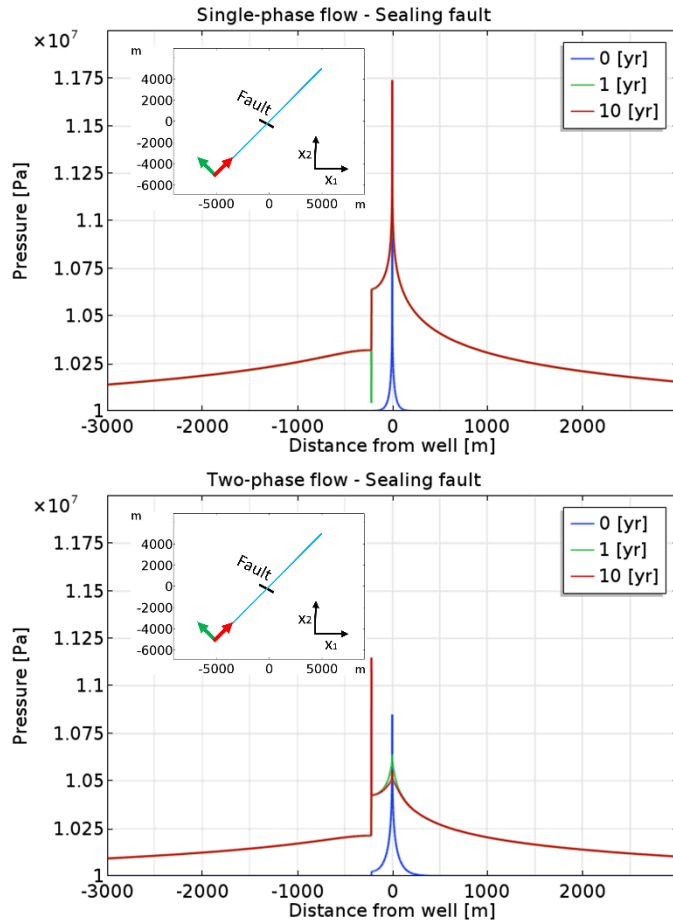 Single-phase flow - Sealing fault
×10⁷
1.175
1.15
1.125
1.1
1.075
1.05
1.025
1
Pressure [Pa]
-3000
-2000
-1000
0
1000
2000
Distance from well [m]
0 [yr]
1 [yr]
10 [yr]
m
4000
2000
0
-2000
-4000
-6000
-5000
0
5000
m
Fault
x2
x1
Two-phase flow - Sealing fault
×10⁷
1.175
1.15
1.125
1.1
1.075
1.05
1.025
1
Pressure [Pa]
-3000
-2000
-1000
0
1000
2000
Distance from well [m]
0 [yr]
1 [yr]
10 [yr]
m
4000
2000
0
-2000
-4000
-6000
-5000
0
5000
m
Fault
x2
x1